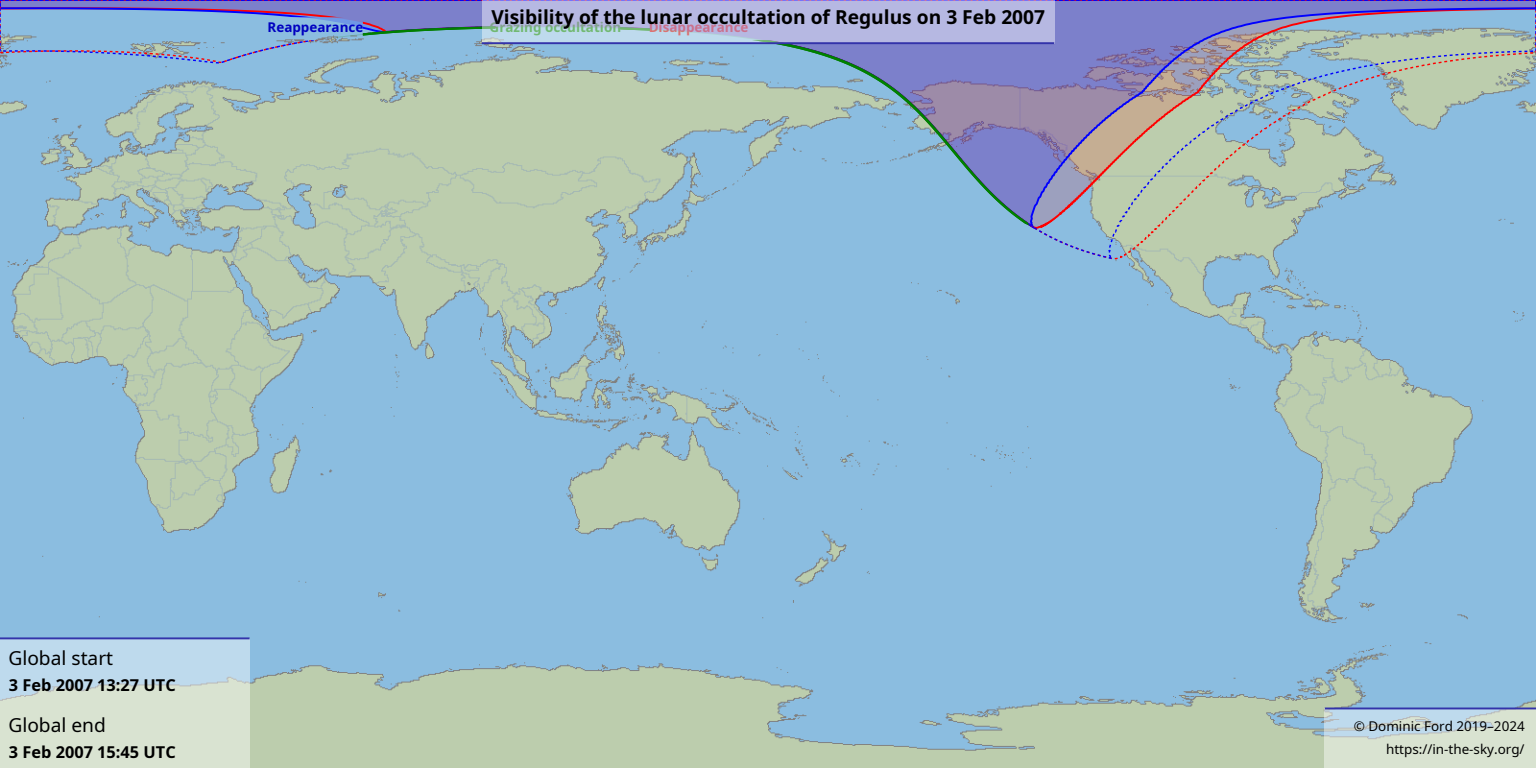 Visibility of the lunar occultation of Regulus on 3 Feb 2007
Reappearance
Grazing occultation
Disappearance
Global start
3 Feb 2007 13:27 UTC
Global end
3 Feb 2007 15:45 UTC
© Dominic Ford 2019–2024
https://in-the-sky.org/